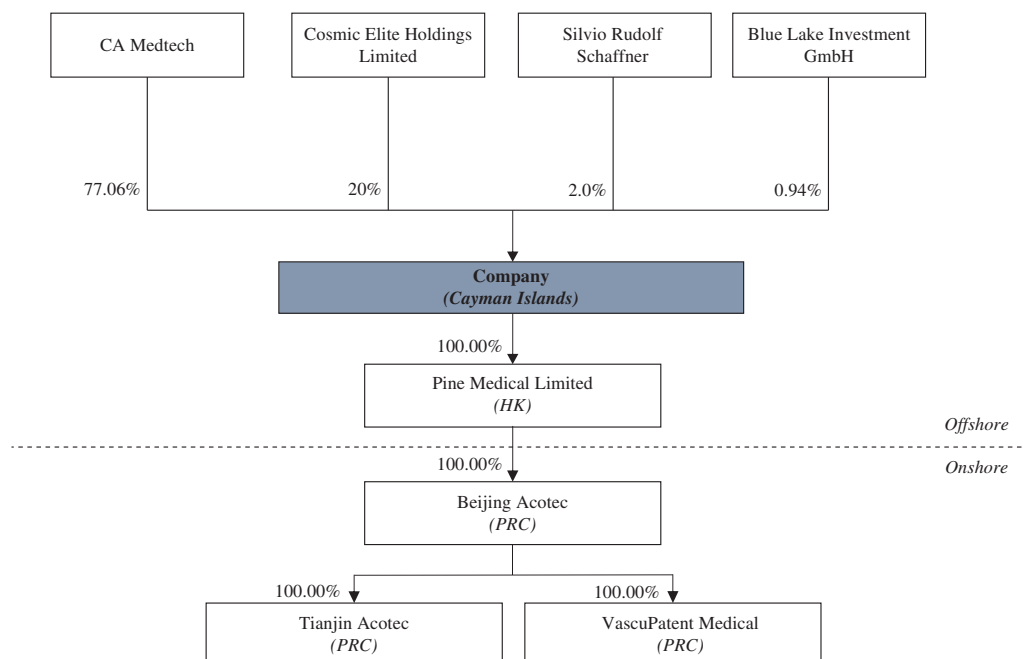 CA Medtech
Cosmic Elite Holdings
Limited
Silvio Rudolf
Schaffner
Blue Lake Investment
GmbH
77.06%
20%
2.0%
0.94%
Company
(Cayman Islands)
100.00%
Pine Medical Limited
(HK)
Offshore
Onshore
100.00%
Beijing Acotec
(PRC)
100.00%
100.00%
Tianjin Acotec
(PRC)
VascuPatent Medical
(PRC)